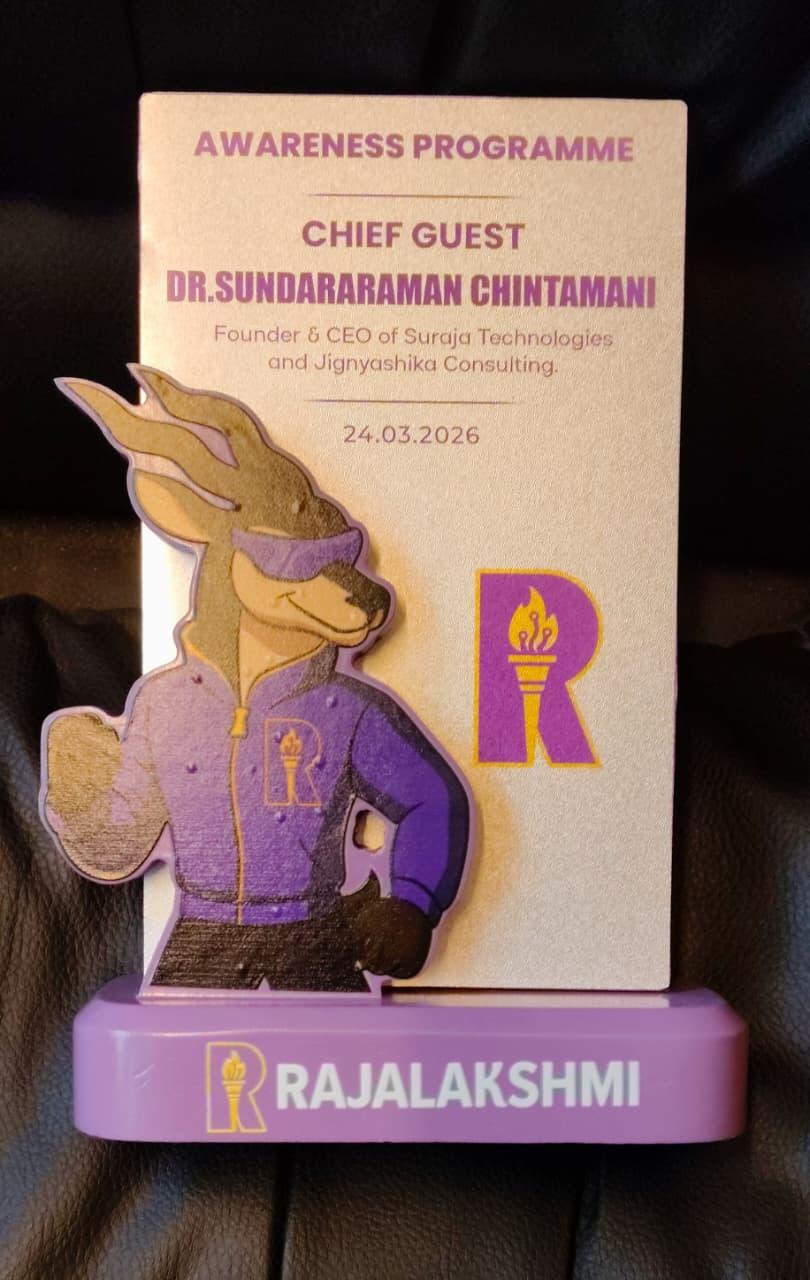 AWARENESS PROGRAMME
CHIEF GUEST
DR.SUNDARARAMAN CHINTAMANI
Founder & CEO of Suraja Technologies
and Jignyashika Consulting.
24.03.2026
R
R
R RAJALAKSHMI